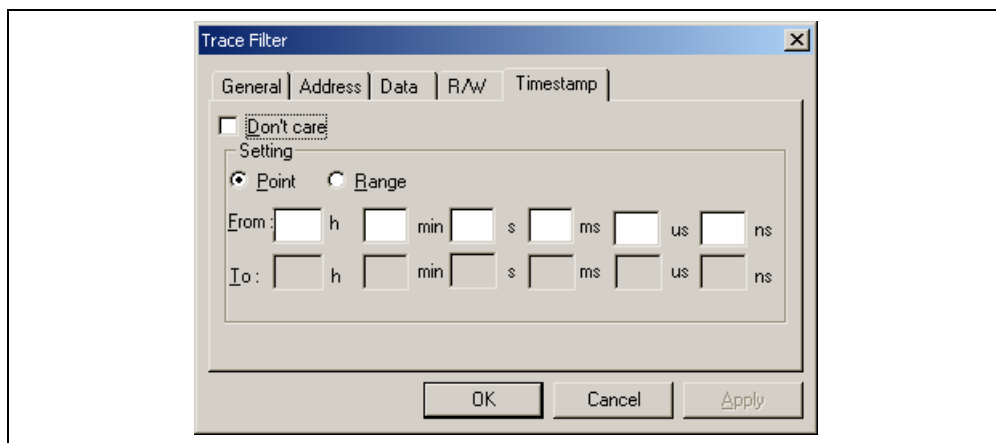 Trace Filter
General Address Data R/W Timestamp
Don't care
Setting
Point Range
From : h min s ms us ns
To : h min s ms us ns
OK Cancel Apply